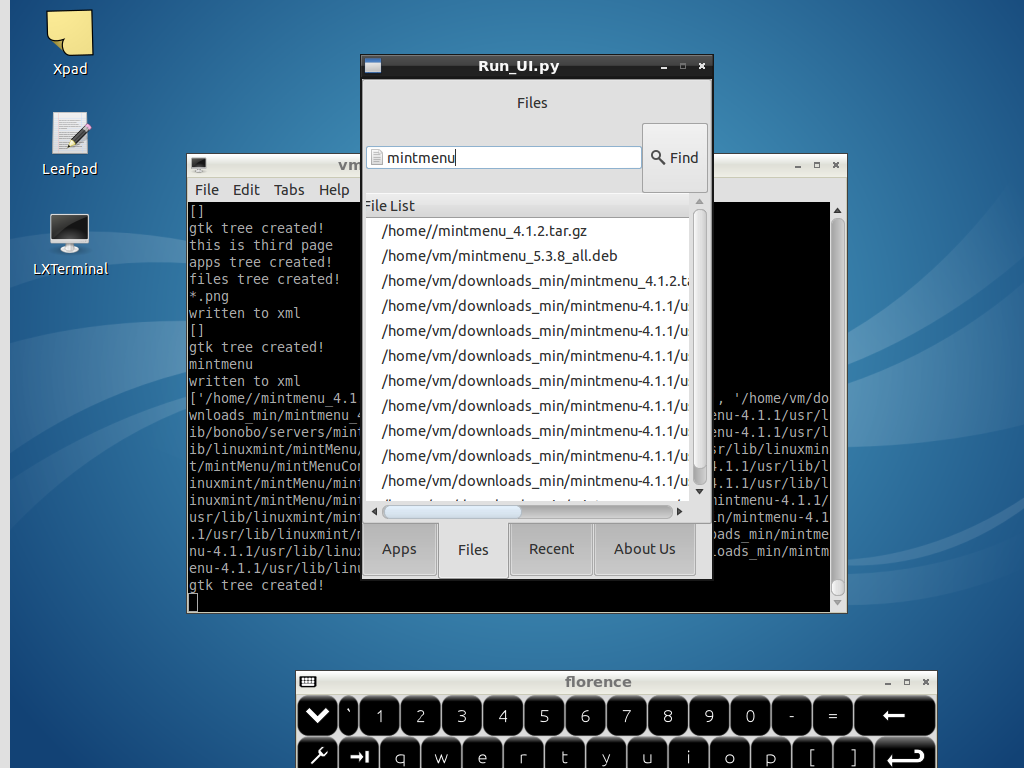 Xpad
Leafpad
LXTerminal
Run_UI.py
Files
mintmenu
Find
File List
/home//mintmenu_4.1.2.tar.gz
/home/vm/mintmenu_5.3.8_all.deb
/home/vm/downloads_min/mintmenu_4.1.2.ta
/home/vm/downloads_min/mintmenu-4.1.1/us
/home/vm/downloads_min/mintmenu-4.1.1/us
/home/vm/downloads_min/mintmenu-4.1.1/us
/home/vm/downloads_min/mintmenu-4.1.1/us
/home/vm/downloads_min/mintmenu-4.1.1/us
/home/vm/downloads_min/mintmenu-4.1.1/us
/home/vm/downloads_min/mintmenu-4.1.1/us
/home/vm/downloads_min/mintmenu-4.1.1/us
Apps Files Recent About Us
vm
File Edit Tabs Help
[]
gtk tree created!
this is third page
apps tree created!
files tree created!
*.png
written to xml
[]
gtk tree created!
mintmenu
written to xml
['/home//mintmenu_4.1 , '/home/vm/do
wnloads_min/mintmenu_4 enu-4.1.1/usr/l
ib/bonobo/servers/mint enu-4.1.1/usr/l
ib/linuxmint/mintMenu/ sr/lib/linuxmin
t/mintMenu/mintMenuCon 4.1.1/usr/lib/l
inuxmint/mintMenu/mint -4.1.1/usr/lib/l
inuxmint/mintMenu/mint mintmenu-4.1.1/
usr/lib/linuxmint/mint n/mintmenu-4.1
.1/usr/lib/linuxmint/m oads_min/mintme
nu-4.1.1/usr/lib/linux loads_min/mintm
enu-4.1.1/usr/lib/linu
gtk tree created!
florence
` 1 2 3 4 5 6 7 8 9 0 - =
q w e r t y u i o p [ ]